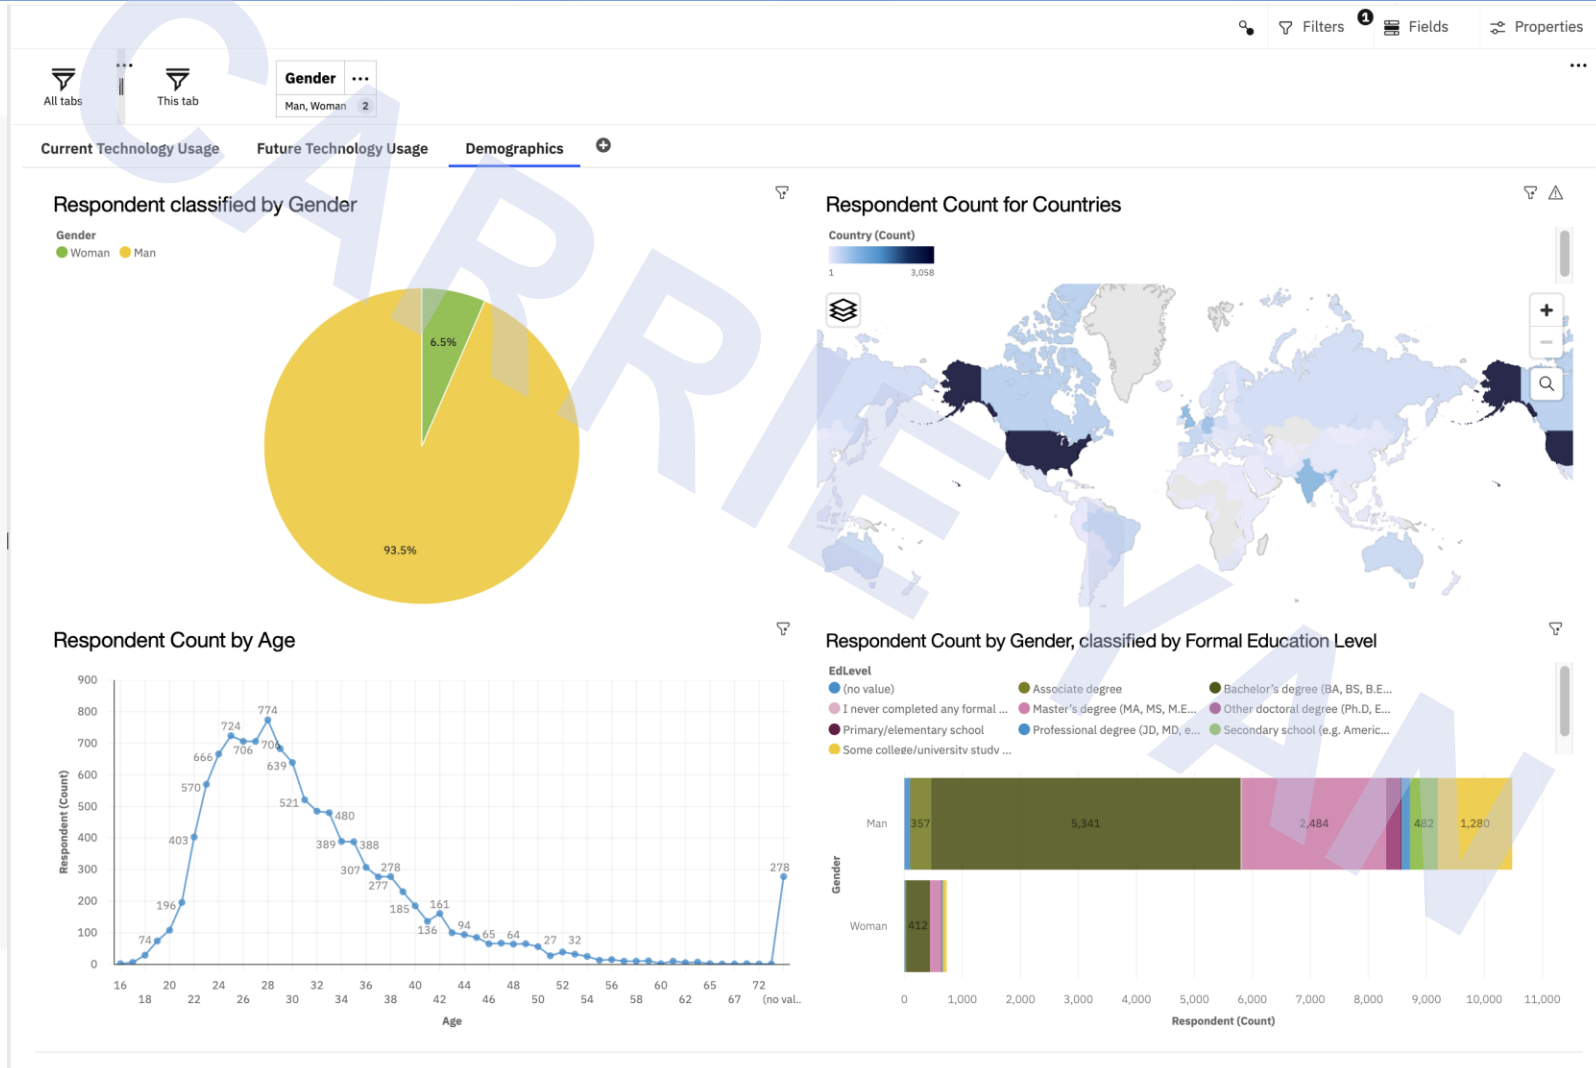 Filters
1
Fields
Properties
All tabs
This tab
Gender
Man, Woman 2
Current Technology Usage
Future Technology Usage
Demographics
Respondent classified by Gender
Gender
Woman Man
6.5%
93.5%
Respondent Count for Countries
Country (Count)
1 3,058
Respondent Count by Age
Respondent (Count)
900
800
700
600
500
400
300
200
100
0
74
196
403
570
666
724
706
774
706
639
521
480
389
388
307
277
278
185
136
161
94
65
64
27
32
278
16 20 24 28 32 36 40 44 48 52 56 60 65 72
18 22 26 30 34 38 42 46 50 54 58 62 67 (no val..
Age
Respondent Count by Gender, classified by Formal Education Level
EdLevel
(no value) Associate degree Bachelor's degree (BA, BS, B.E...
I never completed any formal ... Master's degree (MA, MS, M.E... Other doctoral degree (Ph.D, E...
Primary/elementary school Professional degree (JD, MD, e... Secondary school (e.g. Americ...
Some college/university study ...
Gender
Man
357 5,341 2,484 482 1,280
Woman
412
0 1,000 2,000 3,000 4,000 5,000 6,000 7,000 8,000 9,000 10,000 11,000
Respondent (Count)
CARRIE YAN